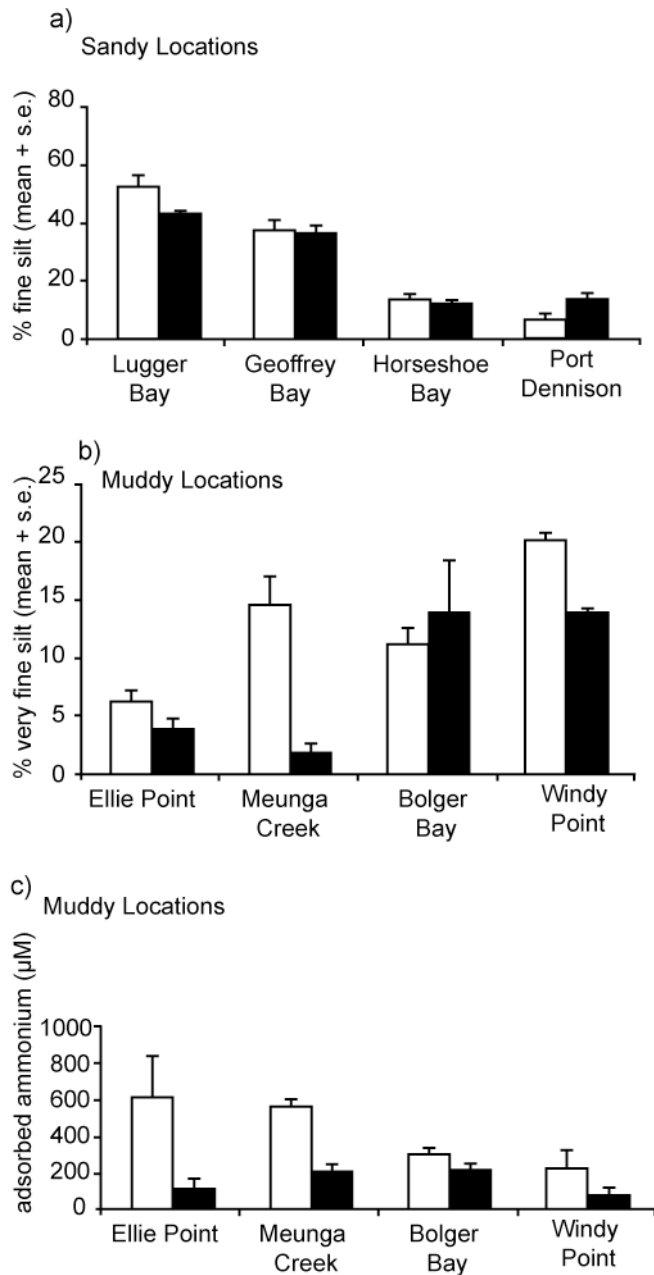 a)
Sandy Locations
% fine silt (mean + s.e.)
80
60
40
20
0
Lugger
Bay
Geoffrey
Bay
Horseshoe
Bay
Port
Dennison
b)
Muddy Locations
% very fine silt (mean + s.e.)
25
20
15
10
5
0
Ellie Point
Meunga
Creek
Bolger
Bay
Windy
Point
c)
Muddy Locations
adsorbed ammonium (µM)
1000
800
600
400
200
0
Ellie Point
Meunga
Creek
Bolger
Bay
Windy
Point